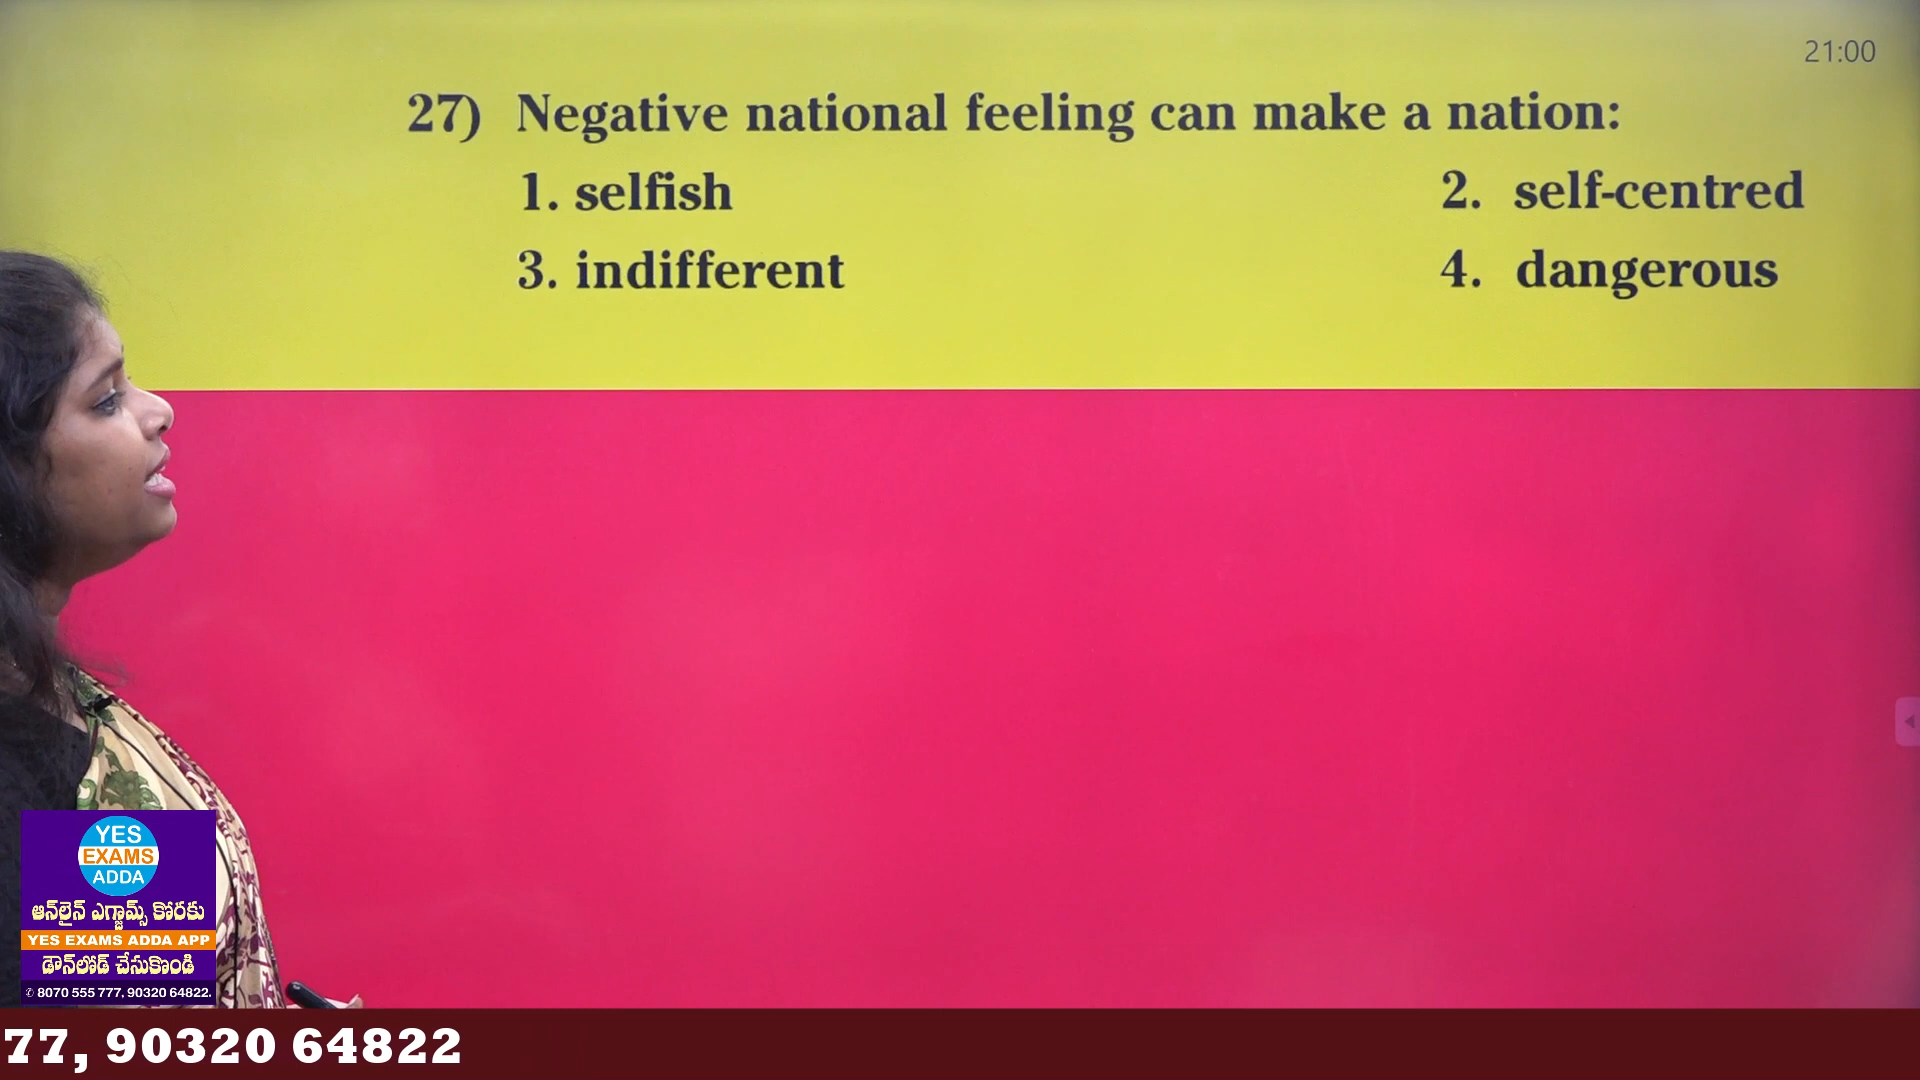 21:00
27) Negative national feeling can make a nation:
1. selfish 2. self-centred
3. indifferent 4. dangerous
YES
EXAMS
ADDA
ఆన్‌లైన్ ఎగ్జామ్స్ కోరకు
YES EXAMS ADDA APP
డౌన్‌లోడ్ చేసుకొండి
✆ 8070 555 777, 90320 64822.
77, 90320 64822